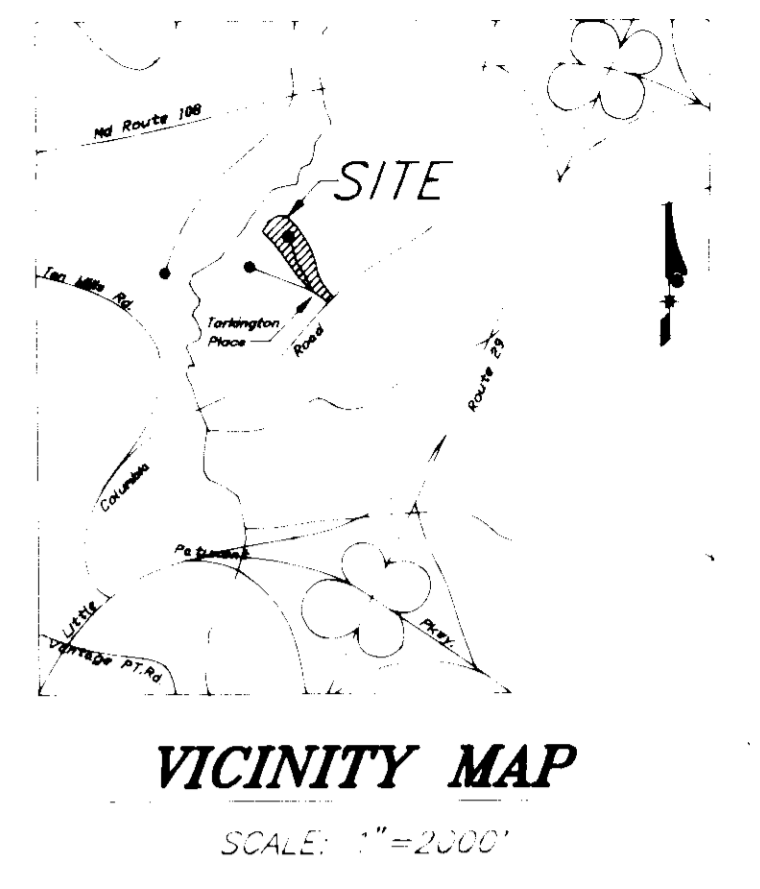 Md Route 108
SITE
Ten Mills Rd.
Tarkington
Place
Road
Route 29
Columbia
Patuxent
Little
Pkwy.
Vantage PT.Rd.
VICINITY MAP
SCALE: 1"=2000'